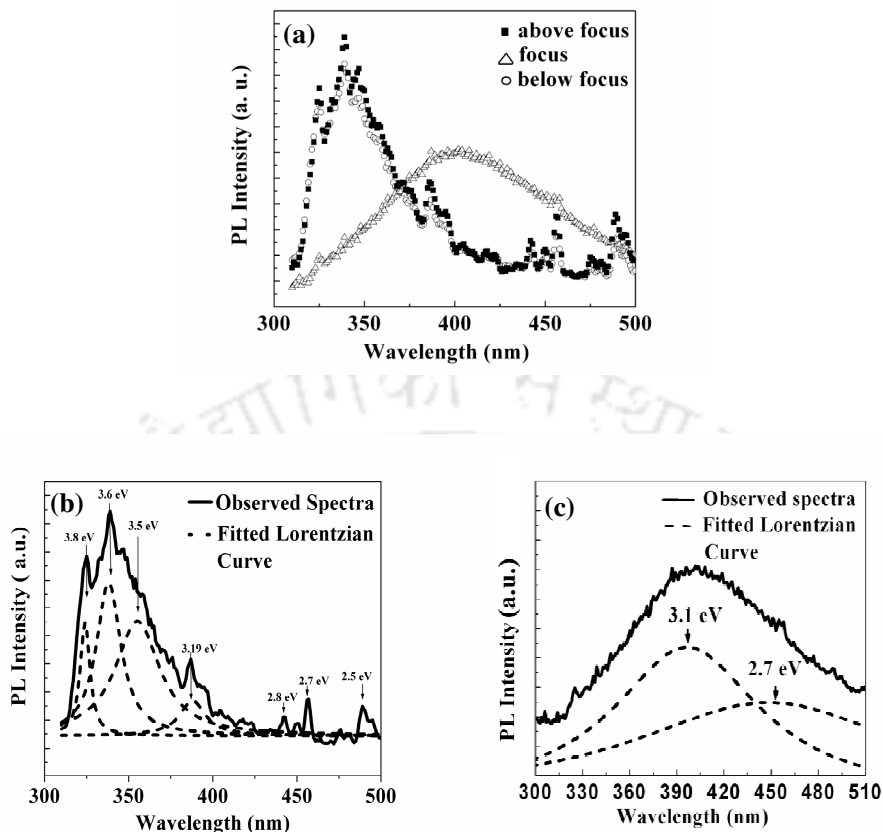 (a)
■ above focus
△ focus
○ below focus
PL Intensity (a. u.)
300 350 400 450 500
Wavelength (nm)
(b)
Observed Spectra
Fitted Lorentzian
Curve
3.8 eV
3.6 eV
3.5 eV
3.19 eV
2.8 eV
2.7 eV
2.5 eV
PL Intensity ( a.u.)
300 350 400 450 500
Wavelength (nm)
(c)
Observed spectra
Fitted Lorentzian
Curve
3.1 eV
2.7 eV
PL Intensity (a.u.)
300 330 360 390 420 450 480 510
Wavelength (nm)